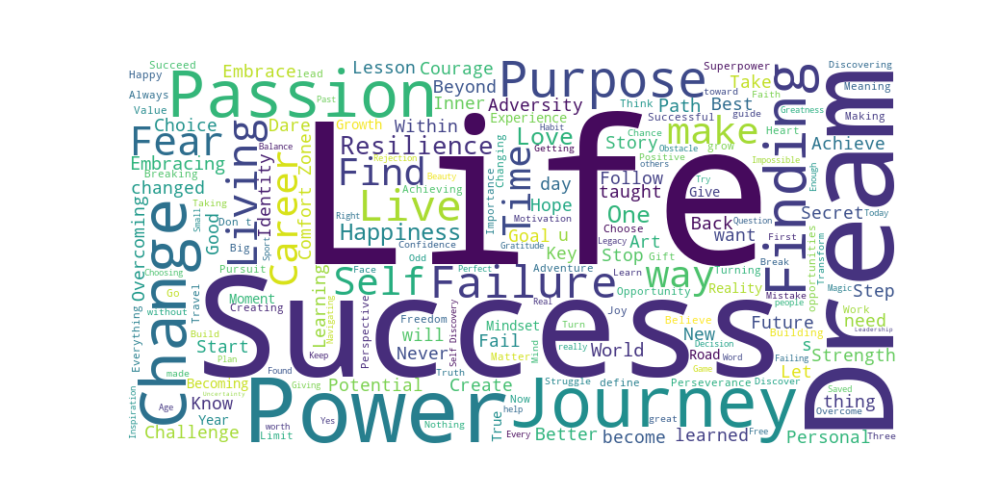 Succeed
Happy
Always
Value
Embrace
lead
Past
Lesson
Courage
Passion
Beyond
Inner
Purpose
Adversity
Superpower
toward
Faith
Take
Discovering
Meaning
Making
Greatness
Choice
Fear
Embracing
Breaking
changed
Dare
Growth
Within
Experience
Think
Path
Best
Successful
guide
Resilience
Habit
Love
Getting
Story
Chance
Positive
Obstacle
others
make
grow
Heart
Impossible
Achieve
Dream
Finding
Enough
Living
Balance
Identity
Career
Comfort Zone
Rejection
Find
Beauty
Achieving
Life
Changing
Importance
Time
day
Hope
Follow
taught
Give
Try
Taking
Small
Good
Don t
Big
Sport
Live
Right
Happiness
Confidence
Motivation
Goal
u
Gratitude
Key
One
Choose
Legacy
Art
Stop
Gift
Back
want
Question
Secret
Today
First
Break
Transform
opportunities
Overcoming
Everything
Change
Choosing
Go
without
Travel
Pursuit
Moment
Creating
Learning
Navigating
Self
Face
Odd
Perfect
Failure
Adventure
Learn
Opportunity
way
Turning
Reality
Mistake
people
Magic
Step
Work
need
Leadership
Build
Start
Plan
made
Becoming
Found
Keep
Success
Perspective
Freedom
will
Never
Truth
Self Discovery
Real
Mindset
Fail
Matter
Mind
Turn
really
Joy
World
Believe
New
Road
Decision
Word
Game
Future
Building
Failing
Let
s
Strength
Inspiration
Age
Know
Year
Uncertainty
Giving
Potential
Create
Struggle
define
Perseverance
Discover
Saved
Overcome
thing
Challenge
Limit
worth
Power
Yes
Nothing
Now
help
True
Every
Journey
Better
become
great
learned
Free
Personal
Three